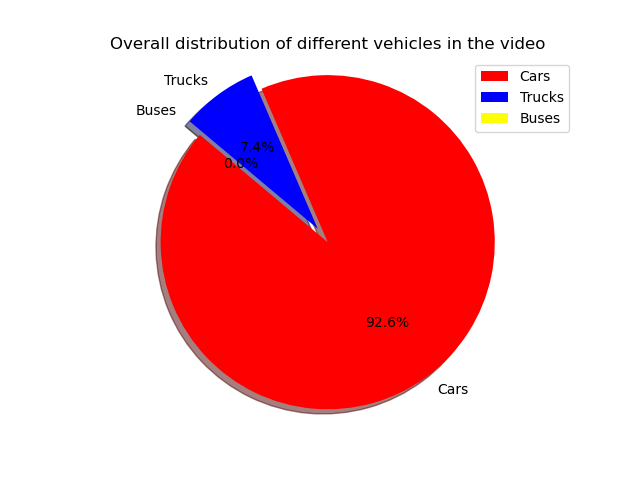 Overall distribution of different vehicles in the video
Cars
Trucks
Buses
Trucks
Buses
7.4%
0.0%
92.6%
Cars